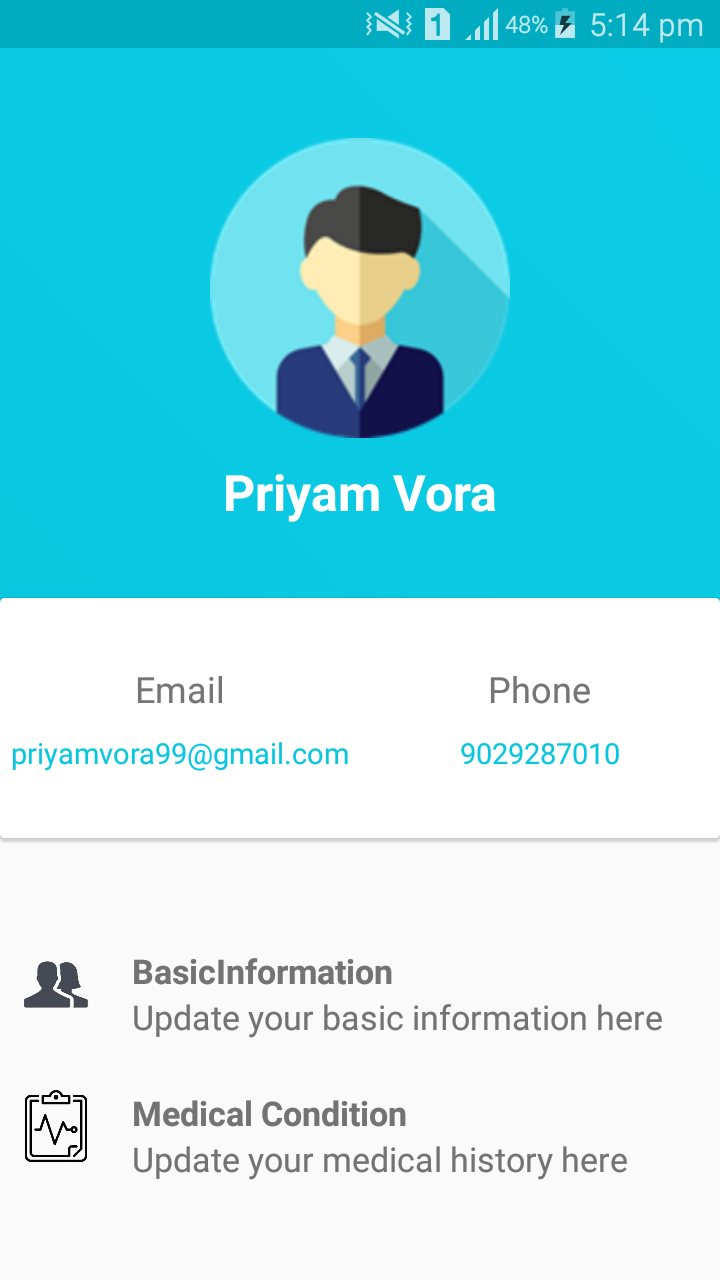 1 48% 5:14 pm
Priyam Vora
Email Phone
priyamvora99@gmail.com 9029287010
BasicInformation
Update your basic information here
Medical Condition
Update your medical history here